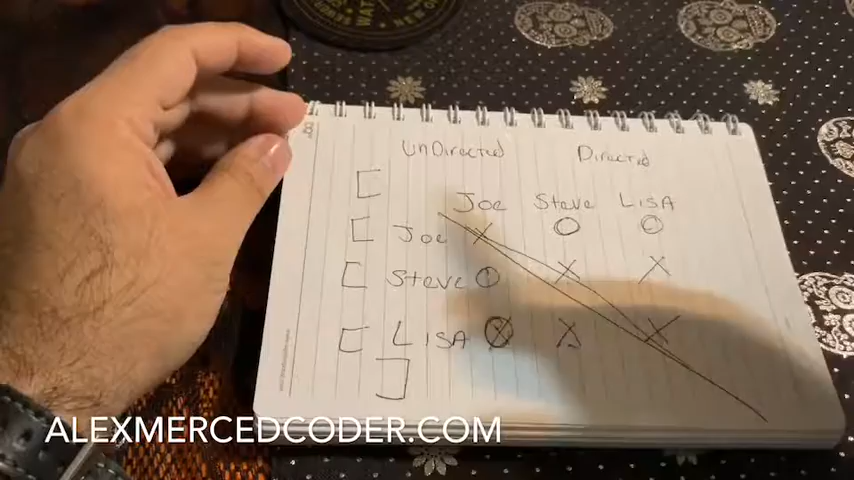 UnDirected Directed
[
Joe Steve LISA
[ Joe X O O
[ Steve O X X
[ LISA X X
]
ALEXMERCEDCODER.COM